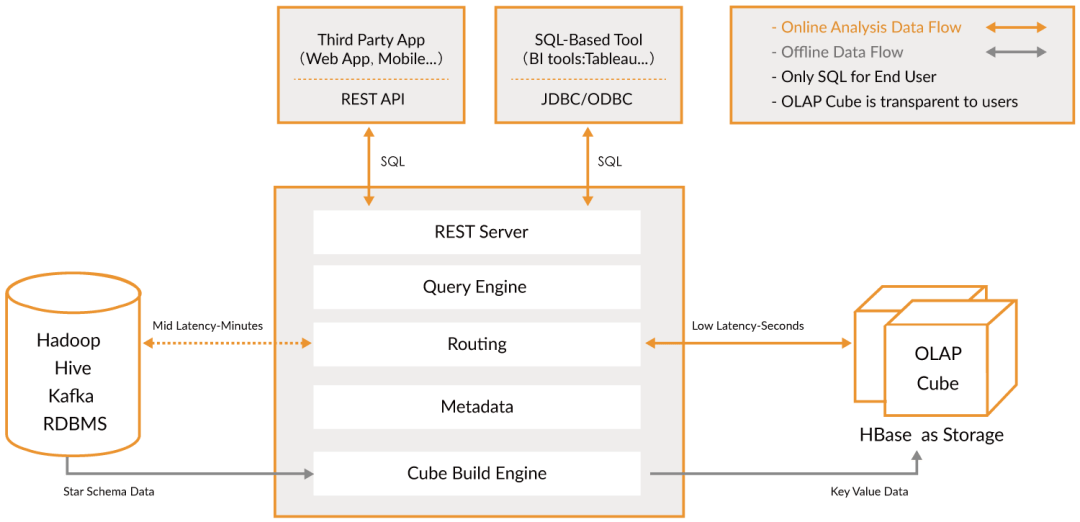 Third Party App
(Web App, Mobile...)
REST API
SQL-Based Tool
(BI tools:Tableau...)
JDBC/ODBC
- Online Analysis Data Flow
- Offline Data Flow
- Only SQL for End User
- OLAP Cube is transparent to users
SQL
SQL
REST Server
Query Engine
Routing
Metadata
Cube Build Engine
Hadoop
Hive
Kafka
RDBMS
Mid Latency-Minutes
Low Latency-Seconds
OLAP
Cube
HBase as Storage
Star Schema Data
Key Value Data